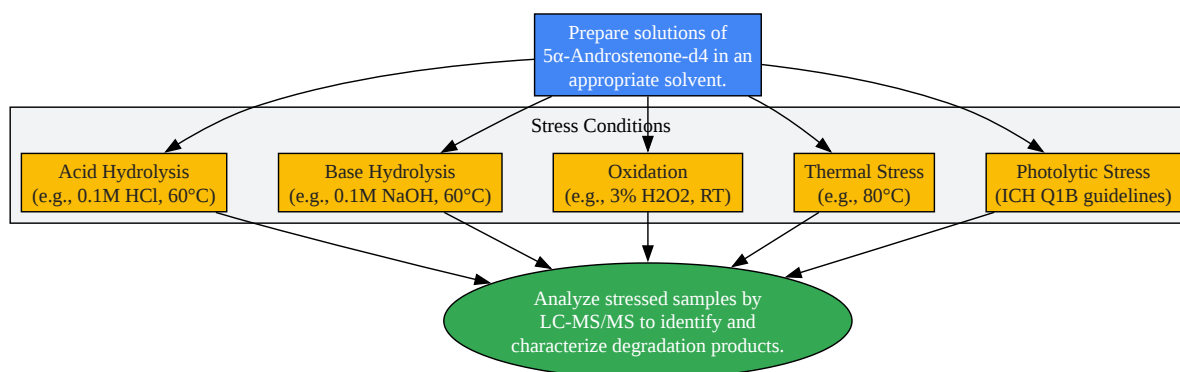 Prepare solutions of
5α-Androstenone-d4 in an
appropriate solvent.
Stress Conditions
Acid Hydrolysis
(e.g., 0.1M HCl, 60°C)
Base Hydrolysis
(e.g., 0.1M NaOH, 60°C)
Oxidation
(e.g., 3% H2O2, RT)
Thermal Stress
(e.g., 80°C)
Photolytic Stress
(ICH Q1B guidelines)
Analyze stressed samples by
LC-MS/MS to identify and
characterize degradation products.